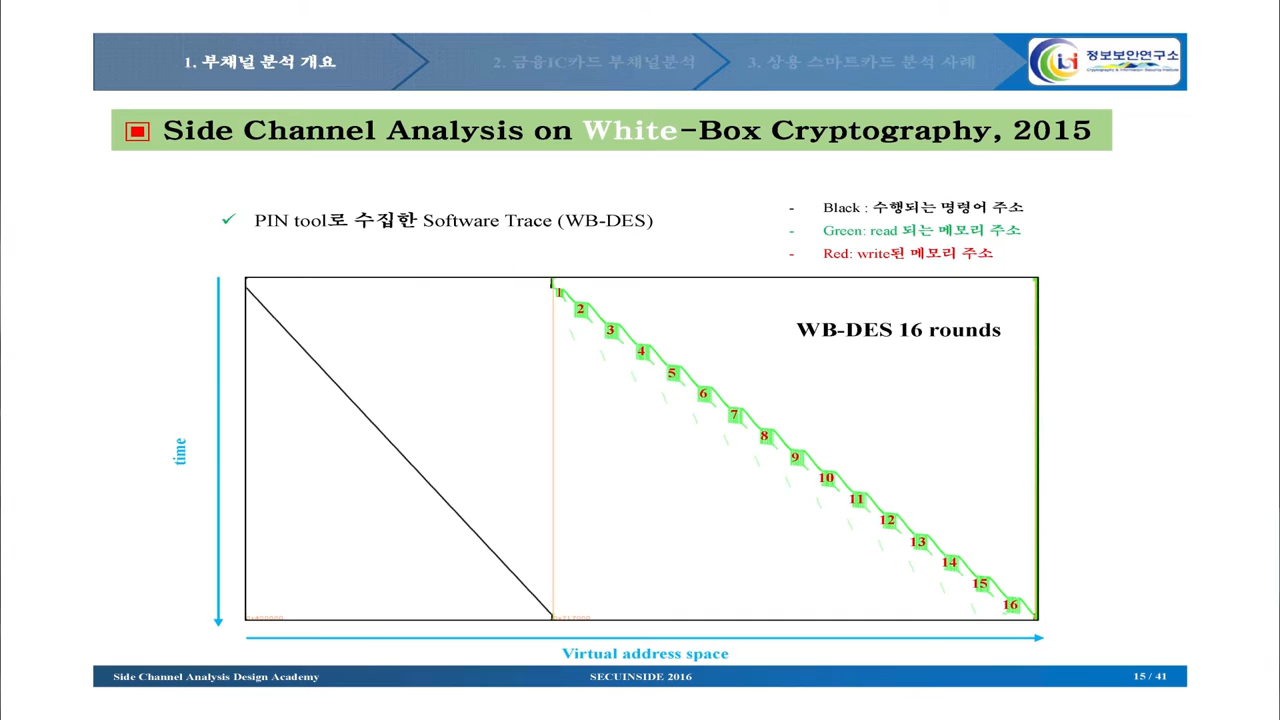 1. 부채널 분석 개요
2. 금융IC카드 부채널분석
3. 상용 스마트카드 분석 사례
정보보안연구소
Cryptography & Information Security Institute
Side Channel Analysis on White-Box Cryptography, 2015
PIN tool로 수집한 Software Trace (WB-DES)
- Black : 수행되는 명령어 주소
- Green: read 되는 메모리 주소
- Red: write된 메모리 주소
WB-DES 16 rounds
1
2
3
4
5
6
7
8
9
10
11
12
13
14
15
16
time
Virtual address space
Side Channel Analysis Design Academy
SECUINSIDE 2016
15 / 41